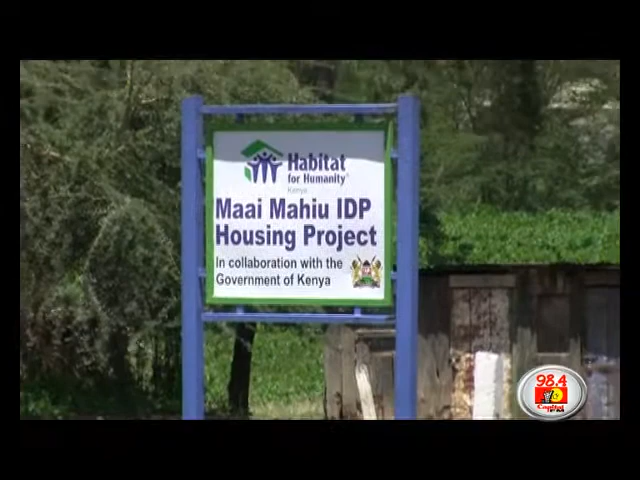 Habitat
for Humanity
Kenya
Maai Mahiu IDP
Housing Project
In collaboration with the
Government of Kenya
98.4
Capital